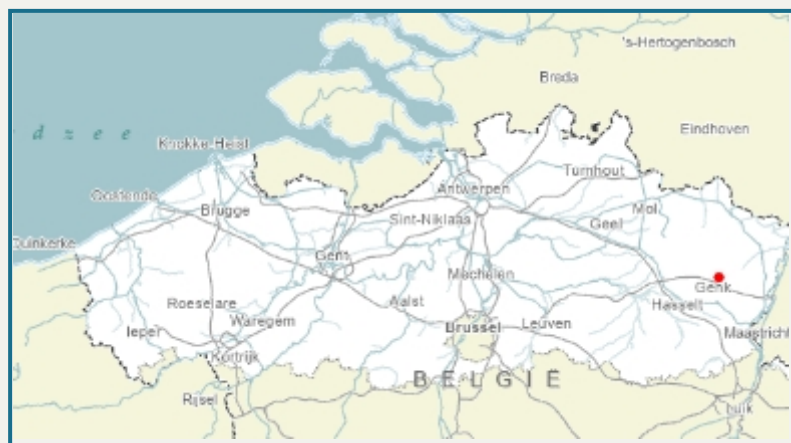 's-Hertogenbosch
Breda
Eindhoven
d z e e
Knokke-Heist
Turnhout
Antwerpen
Oostende
Mol
Brugge
Sint-Niklaas
Geel
Duinkerke
Gent
Mechelen
Genk
Roeselare
Aalst
Hasselt
Waregem
Ieper
Brussel
Leuven
Maastricht
Kortrijk
BELGIË
Rijsel
Luik